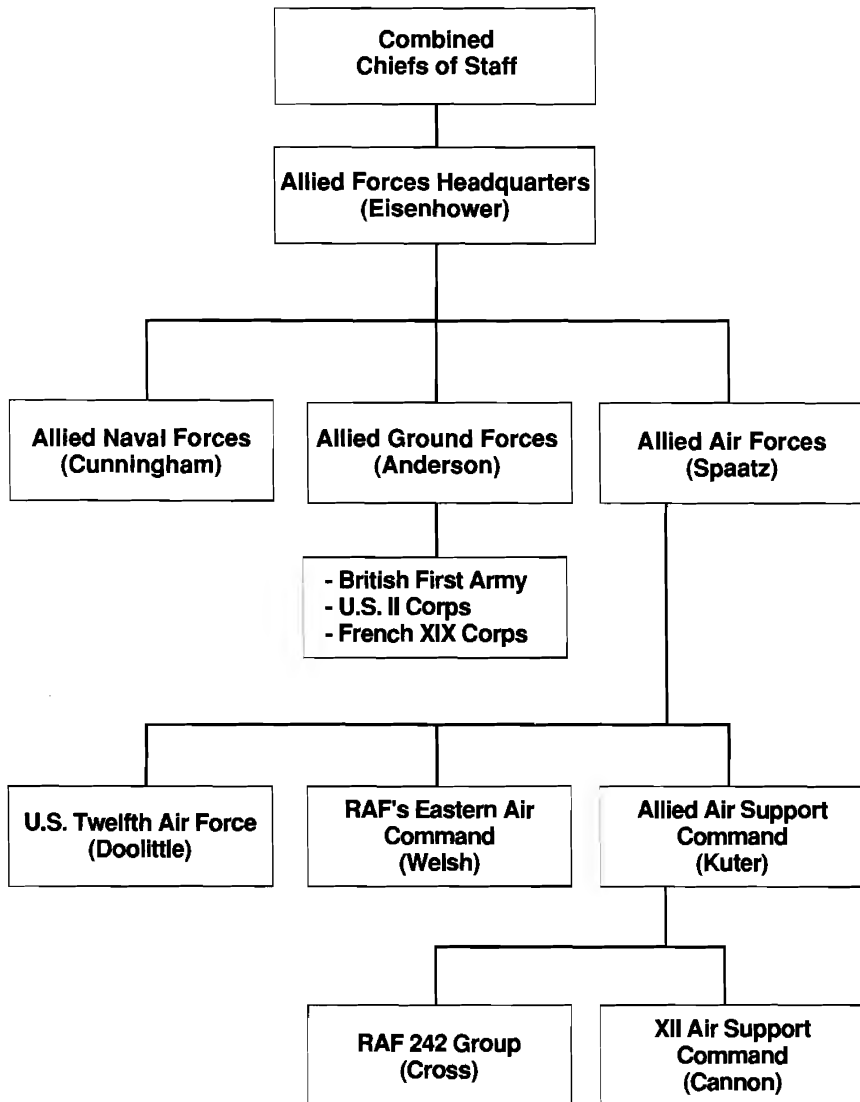 Combined
Chiefs of Staff
Allied Forces Headquarters
(Eisenhower)
Allied Naval Forces
(Cunningham)
Allied Ground Forces
(Anderson)
Allied Air Forces
(Spaatz)
- British First Army
- U.S. II Corps
- French XIX Corps
U.S. Twelfth Air Force
(Doolittle)
RAF's Eastern Air
Command
(Welsh)
Allied Air Support
Command
(Kuter)
RAF 242 Group
(Cross)
XII Air Support
Command
(Cannon)